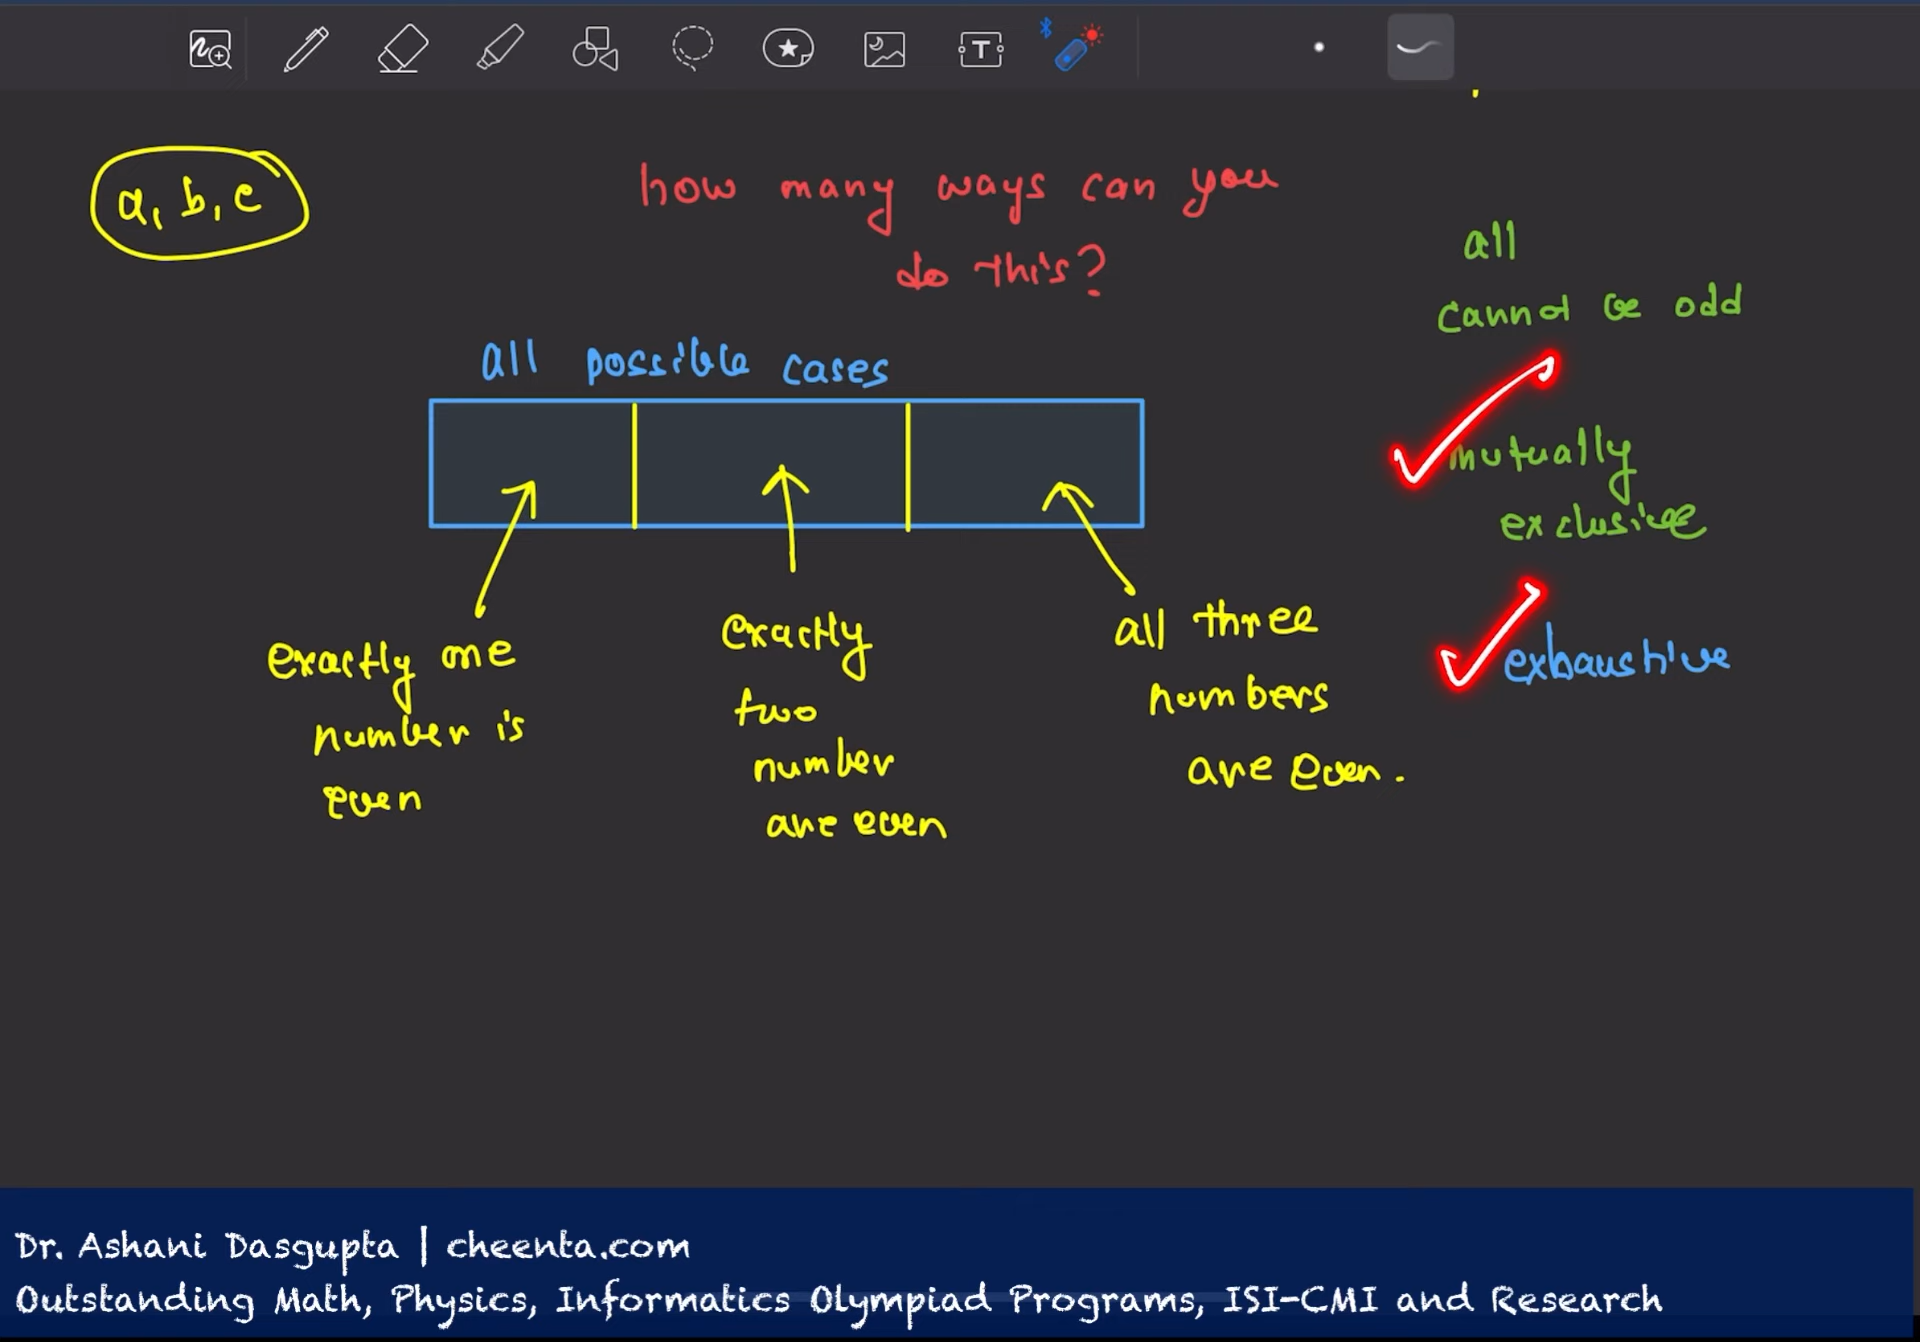 a, b, c
how many ways can you
do this?
all possible cases
exactly one
number is
even
exactly
two
number
are even
all three
numbers
are even.
all
cannot be odd
mutually
exclusive
exhaustive
Dr. Ashani Dasgupta | cheenta.com
Outstanding Math, Physics, Informatics Olympiad Programs, ISI-CMI and Research